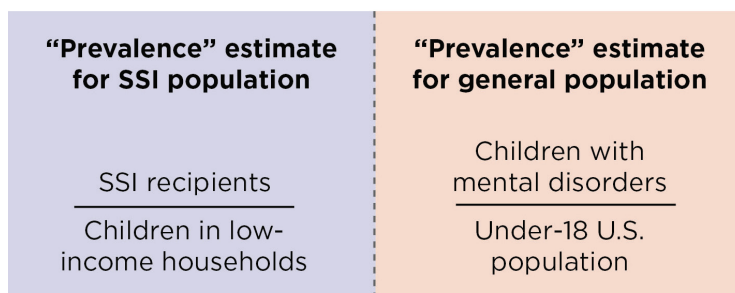 “Prevalence” estimate
for SSI population
SSI recipients
Children in low-
income households
“Prevalence” estimate
for general population
Children with
mental disorders
Under-18 U.S.
population